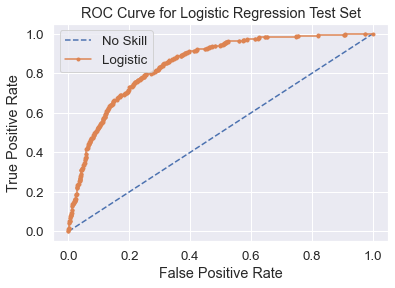 ROC Curve for Logistic Regression Test Set
No Skill
Logistic
True Positive Rate
1.0
0.8
0.6
0.4
0.2
0.0
0.0 0.2 0.4 0.6 0.8 1.0
False Positive Rate